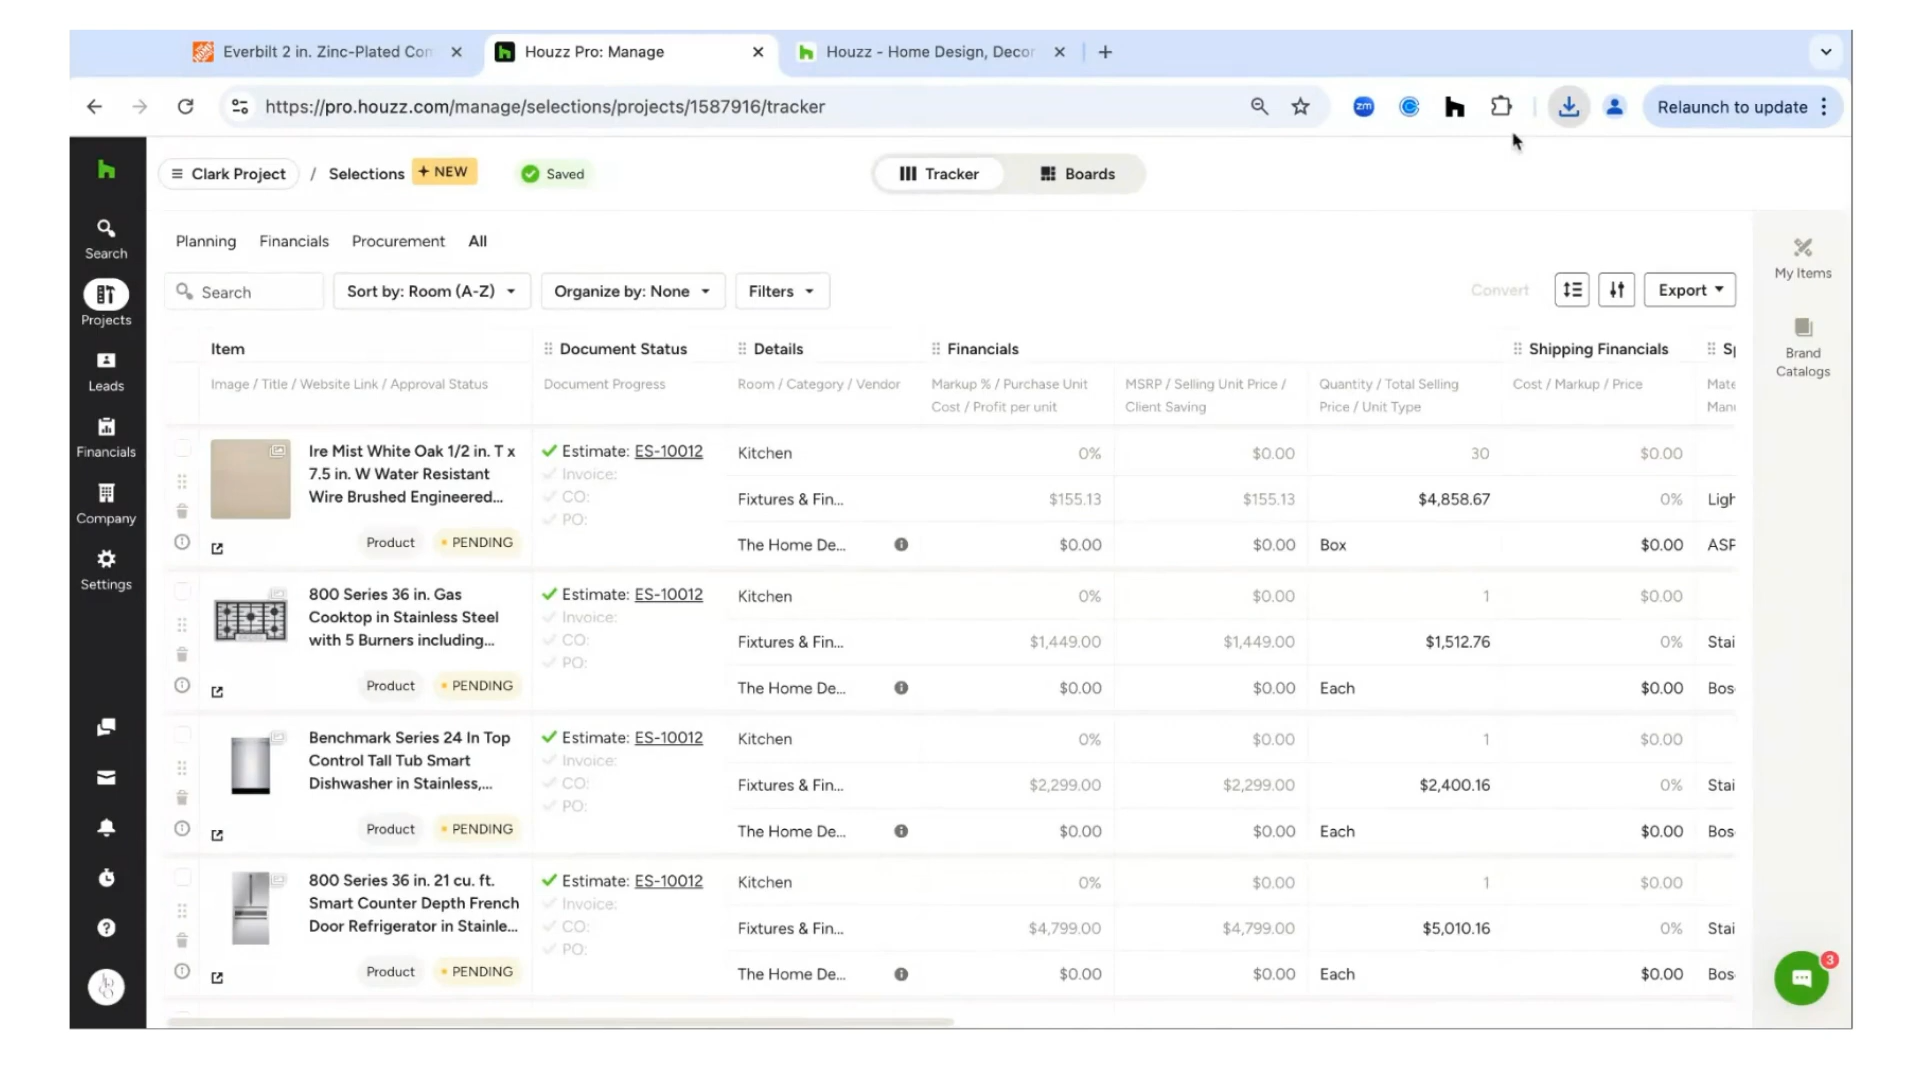 Everbilt 2 in. Zinc-Plated Con
Houzz Pro: Manage
Houzz - Home Design, Decor
https://pro.houzz.com/manage/selections/projects/1587916/tracker
zm
Relaunch to update
Clark Project / Selections + NEW
Saved
Tracker
Boards
Search
Projects
Leads
Financials
Company
Settings
Planning Financials Procurement All
Search
Sort by: Room (A-Z)
Organize by: None
Filters
Convert
Export
My Items
Brand
Catalogs
Item
Document Status
Details
Financials
Shipping Financials
Image / Title / Website Link / Approval Status
Document Progress
Room / Category / Vendor
Markup % / Purchase Unit
Cost / Profit per unit
MSRP / Selling Unit Price /
Client Saving
Quantity / Total Selling
Price / Unit Type
Cost / Markup / Price
Mate
Ire Mist White Oak 1/2 in. T x
7.5 in. W Water Resistant
Wire Brushed Engineered...
Product PENDING
Estimate: ES-10012
Invoice:
CO:
PO:
Kitchen 0% $0.00 30 $0.00
Fixtures & Fin... $155.13 $155.13 $4,858.67 0% Ligh
The Home De... $0.00 $0.00 Box $0.00
800 Series 36 in. Gas
Cooktop in Stainless Steel
with 5 Burners including...
Product PENDING
Estimate: ES-10012
Invoice:
CO:
PO:
Kitchen 0% $0.00 1 $0.00
Fixtures & Fin... $1,449.00 $1,449.00 $1,512.76 0% Stai
The Home De... $0.00 $0.00 Each $0.00 Bos
Benchmark Series 24 In Top
Control Tall Tub Smart
Dishwasher in Stainless,...
Product PENDING
Estimate: ES-10012
Invoice:
CO:
PO:
Kitchen 0% $0.00 1 $0.00
Fixtures & Fin... $2,299.00 $2,299.00 $2,400.16 0% Stai
The Home De... $0.00 $0.00 Each $0.00 Bos
800 Series 36 in. 21 cu. ft.
Smart Counter Depth French
Door Refrigerator in Stainle...
Product PENDING
Estimate: ES-10012
Invoice:
CO:
PO:
Kitchen 0% $0.00 1 $0.00
Fixtures & Fin... $4,799.00 $4,799.00 $5,010.16 0% Stai
The Home De... $0.00 $0.00 Each $0.00 Bos
3